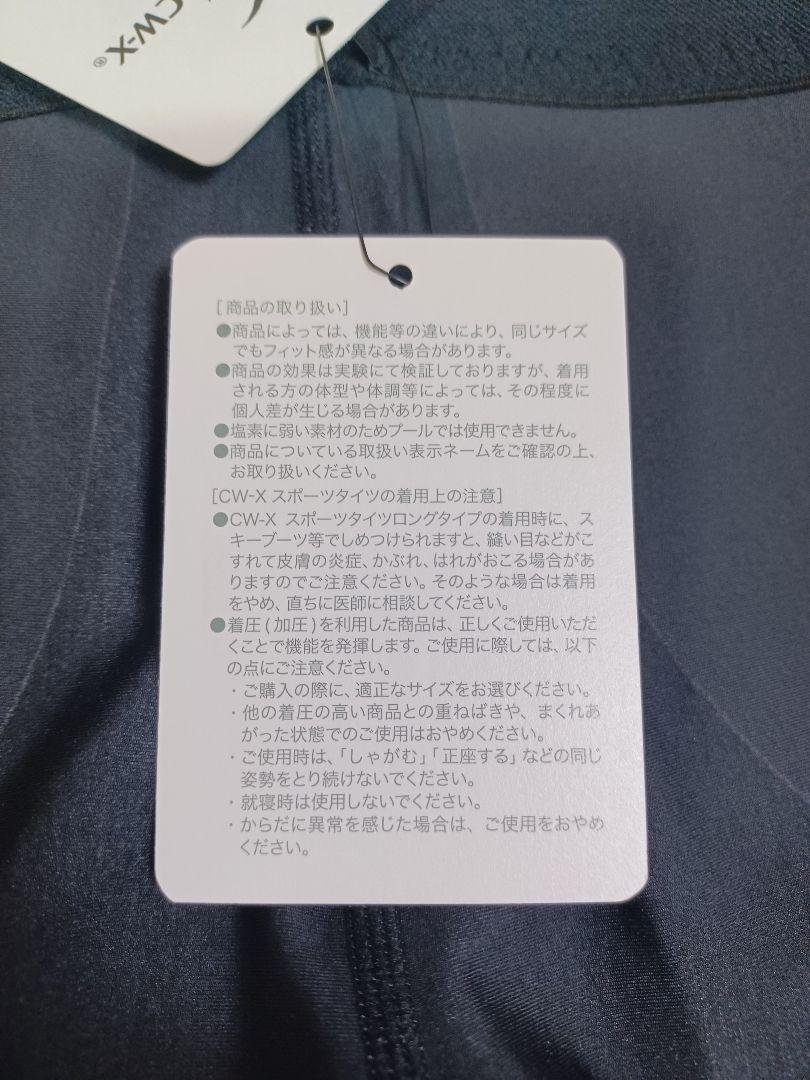 CW-X®
[商品の取り扱い]
●商品によっては、機能等の違いにより、同じサイズ
でもフィット感が異なる場合があります。
●商品の効果は実験にて検証しておりますが、着用
される方の体型や体調等によっては、その程度に
個人差が生じる場合があります。
●塩素に弱い素材のためプールでは使用できません。
●商品についている取扱い表示ネームをご確認の上、
お取り扱いください。
[CW-X スポーツタイツの着用上の注意]
●CW-X スポーツタイツロングタイプの着用時に、ス
キーブーツ等でしめつけられますと、縫い目などがこ
すれて皮膚の炎症、かぶれ、はれがおこる場合があ
りますのでご注意ください。そのような場合は着用
をやめ、直ちに医師に相談してください。
●着圧(加圧)を利用した商品は、正しくご使用いただ
くことで機能を発揮します。ご使用に際しては、以下
の点にご注意ください。
・ご購入の際に、適正なサイズをお選びください。
・他の着圧の高い商品との重ねばきや、まくれあ
がった状態でのご使用はおやめください。
・ご使用時は、「しゃがむ」「正座する」などの同じ
姿勢をとり続けないでください。
・就寝時は使用しないでください。
・からだに異常を感じた場合は、ご使用をおやめ
ください。